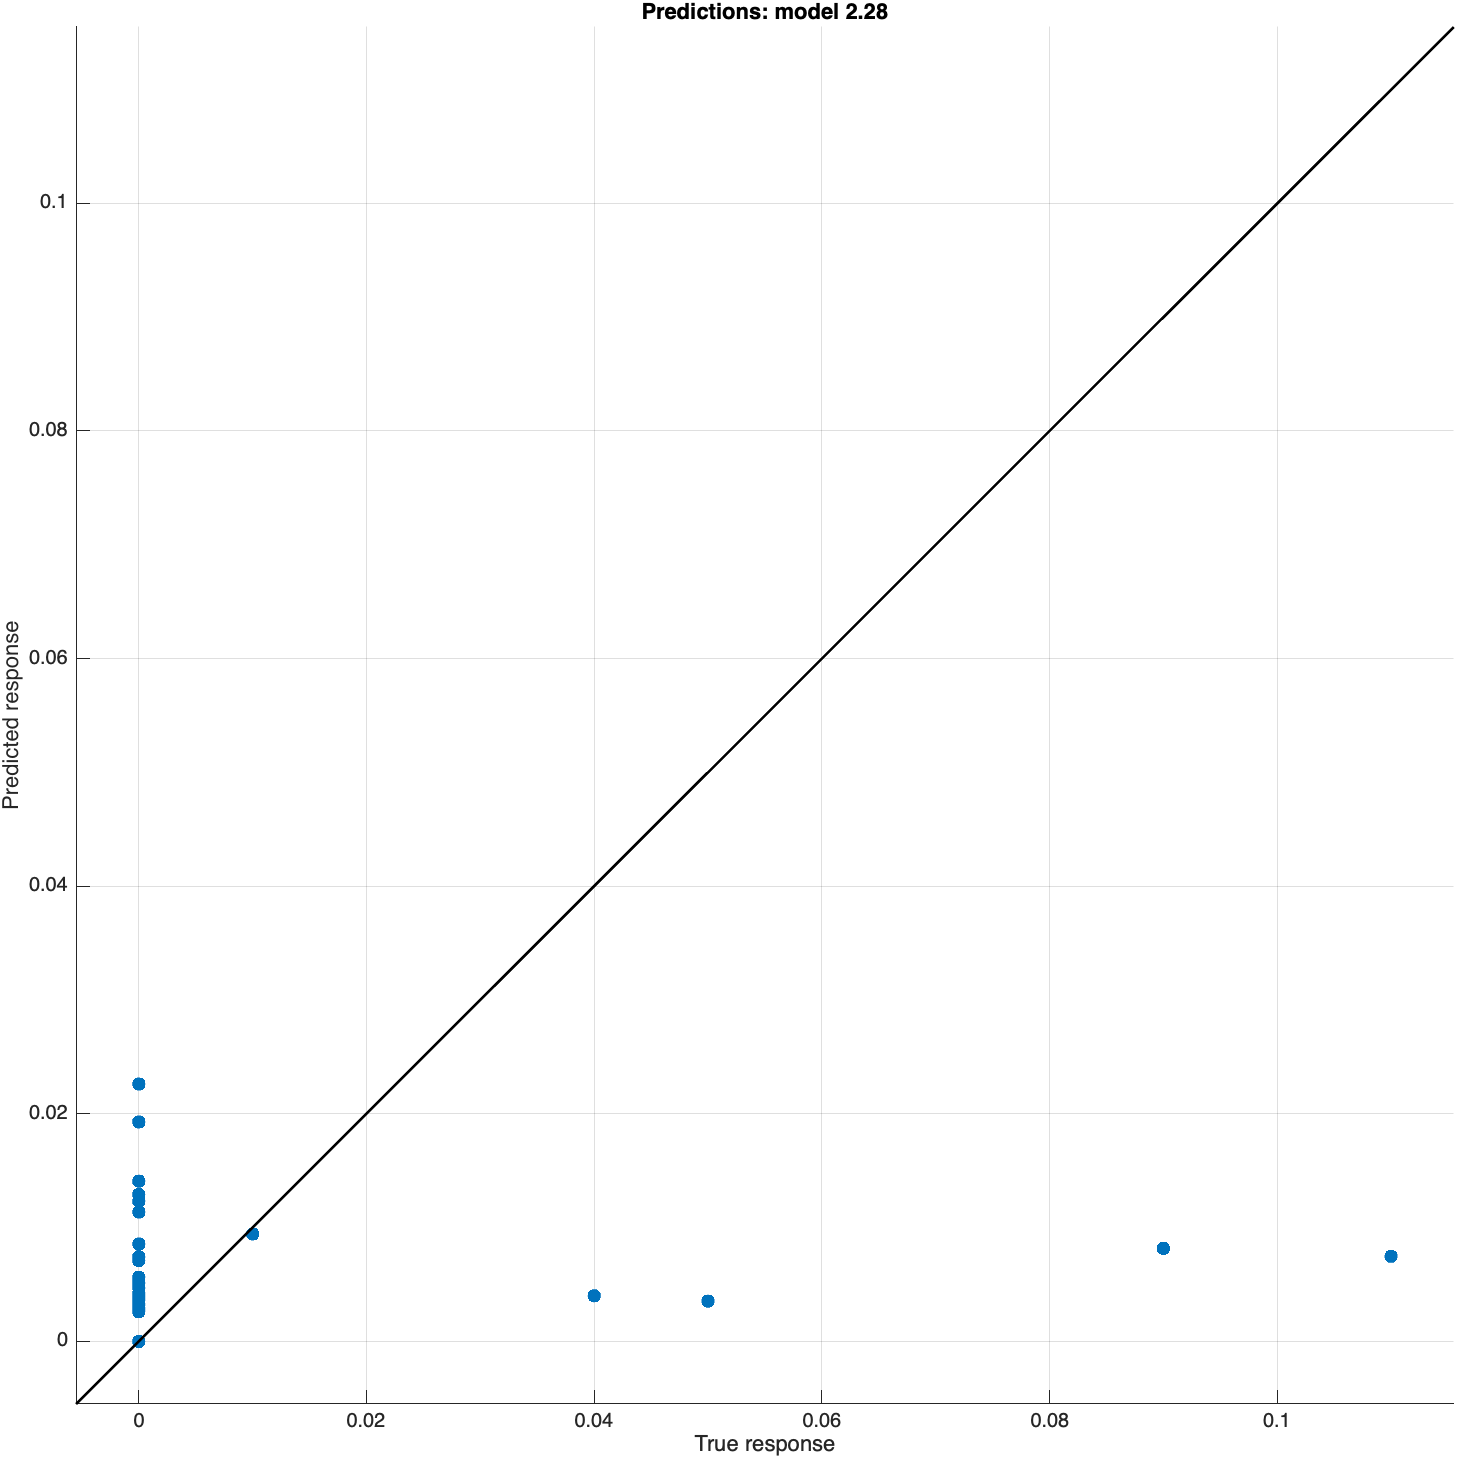 Predictions: model 2.28
Predicted response
0.1
0.08
0.06
0.04
0.02
0
0 0.02 0.04 0.06 0.08 0.1
True response